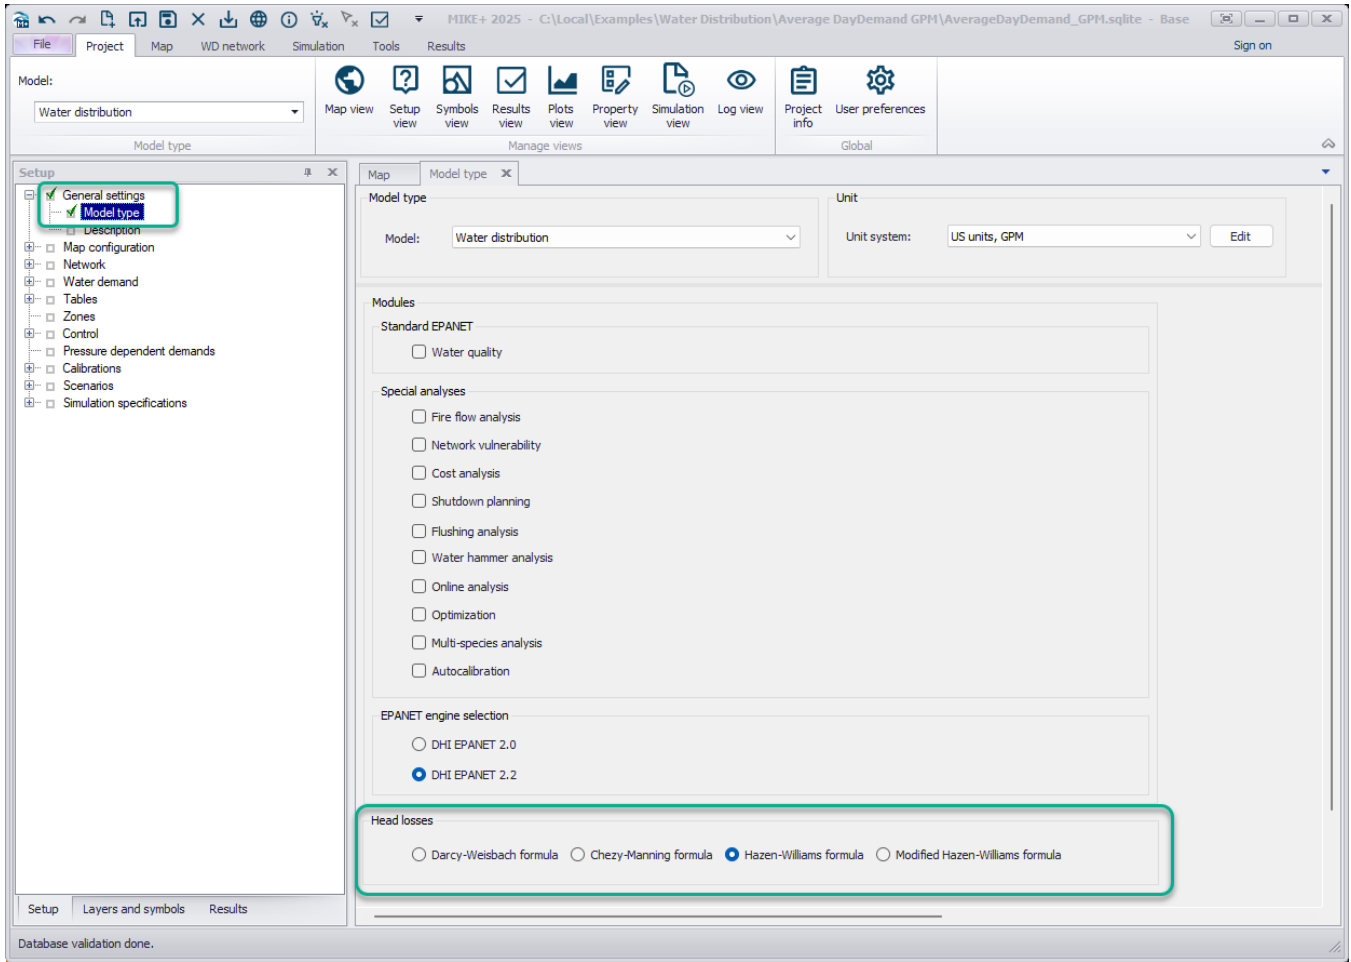 MIKE+ 2025 - C:\Local\Examples\Water Distribution\Average DayDemand GPM\AverageDayDemand_GPM.sqlite - Base
File Project Map WD network Simulation Tools Results Sign on
Model:
Water distribution
Model type
Map view Setup view Symbols view Results view Plots view Property view Simulation view Log view
Manage views
Project info User preferences
Global
Setup
General settings
Model type
Description
Map configuration
Network
Water demand
Tables
Zones
Control
Pressure dependent demands
Calibrations
Scenarios
Simulation specifications
Setup Layers and symbols Results
Map Model type
Model type
Model: Water distribution
Unit
Unit system: US units, GPM Edit
Modules
Standard EPANET
Water quality
Special analyses
Fire flow analysis
Network vulnerability
Cost analysis
Shutdown planning
Flushing analysis
Water hammer analysis
Online analysis
Optimization
Multi-species analysis
Autocalibration
EPANET engine selection
DHI EPANET 2.0
DHI EPANET 2.2
Head losses
Darcy-Weisbach formula Chezy-Manning formula Hazen-Williams formula Modified Hazen-Williams formula
Database validation done.